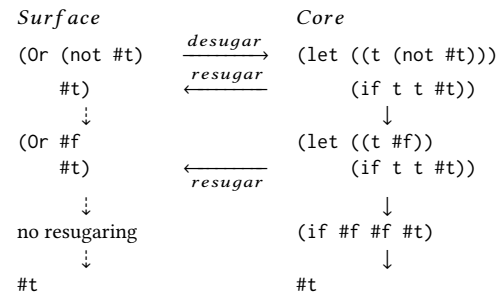 Surface Core
(Or (not #t) desugar (let ((t (not #t)))
#t) resugar (if t t #t))
(Or #f (let ((t #f))
#t) resugar (if t t #t))
no resugaring (if #f #f #t)
#t #t